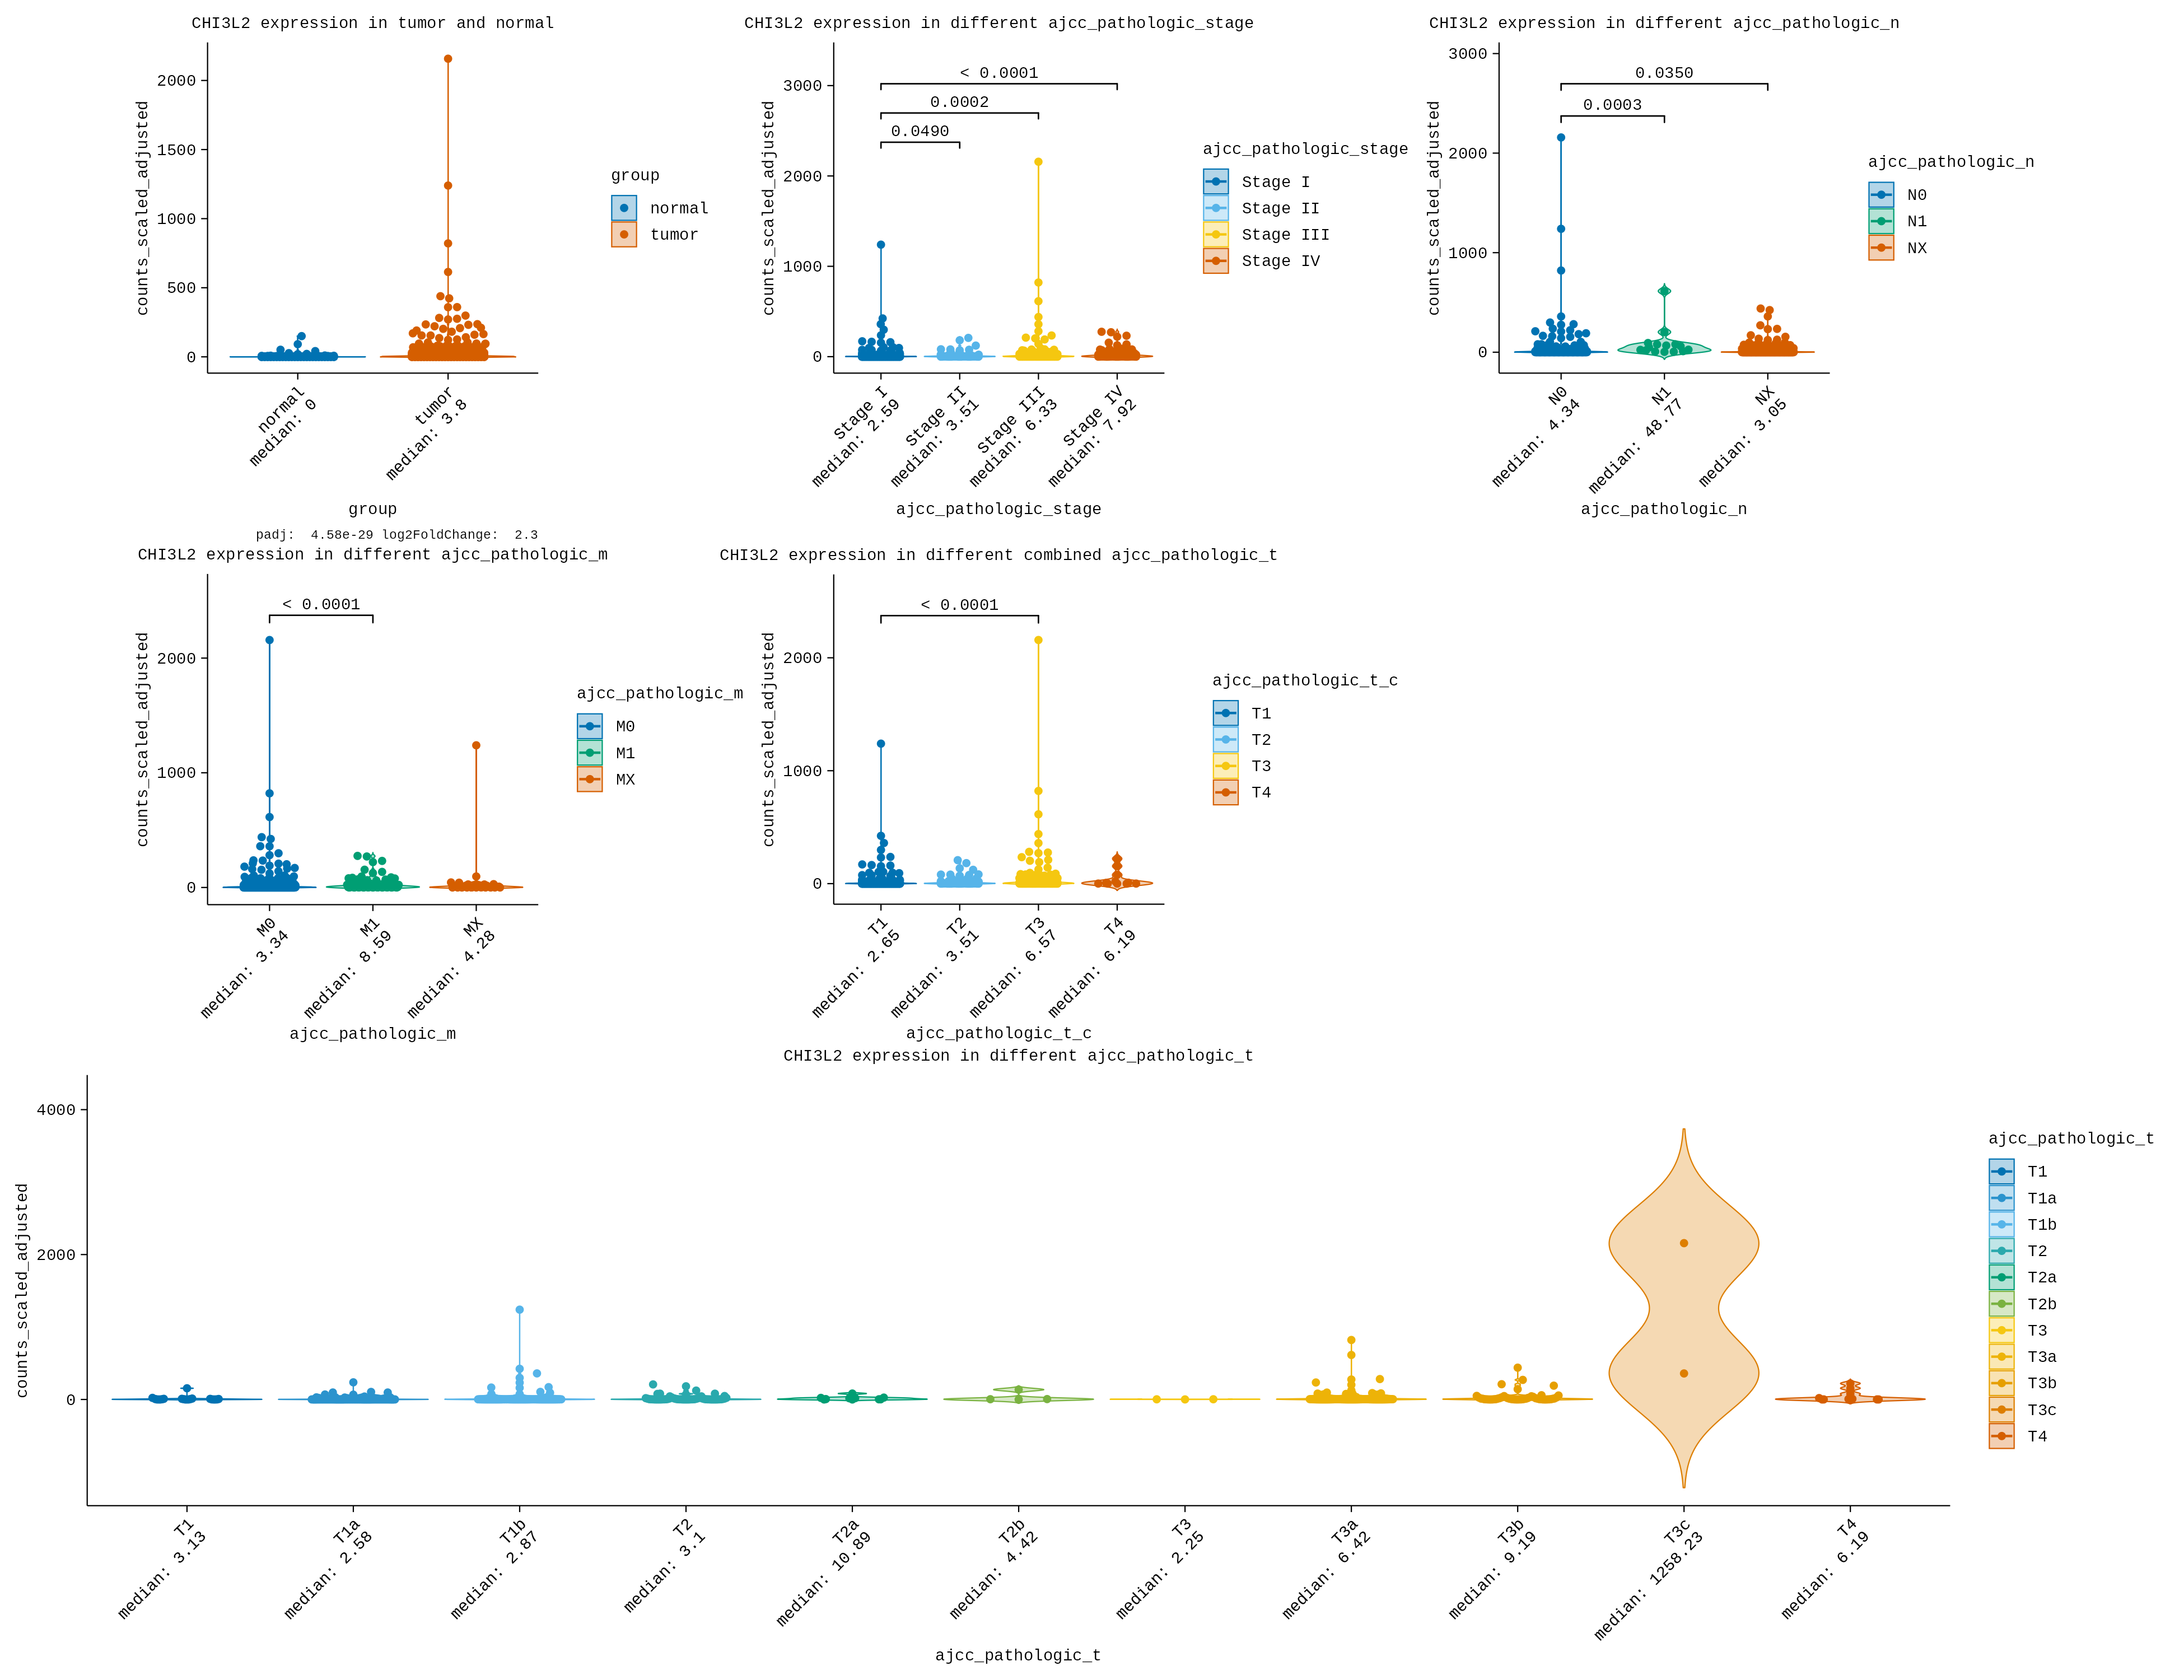 CHI3L2 expression in tumor and normal
counts_scaled_adjusted
2000
1500
1000
500
0
normal
median: 0
tumor
median: 3.8
group
padj:  4.58e-29 log2FoldChange:  2.3
group
normal
tumor
CHI3L2 expression in different ajcc_pathologic_stage
counts_scaled_adjusted
3000
2000
1000
0
< 0.0001
0.0002
0.0490
Stage I
median: 2.59
Stage II
median: 3.51
Stage III
median: 6.33
Stage IV
median: 7.92
ajcc_pathologic_stage
ajcc_pathologic_stage
Stage I
Stage II
Stage III
Stage IV
CHI3L2 expression in different ajcc_pathologic_n
counts_scaled_adjusted
3000
2000
1000
0
0.0350
0.0003
N0
median: 4.34
N1
median: 48.77
NX
median: 3.05
ajcc_pathologic_n
ajcc_pathologic_n
N0
N1
NX
CHI3L2 expression in different ajcc_pathologic_m
counts_scaled_adjusted
2000
1000
0
< 0.0001
M0
median: 3.34
M1
median: 8.59
MX
median: 4.28
ajcc_pathologic_m
ajcc_pathologic_m
M0
M1
MX
CHI3L2 expression in different combined ajcc_pathologic_t
counts_scaled_adjusted
2000
1000
0
< 0.0001
T1
median: 2.65
T2
median: 3.51
T3
median: 6.57
T4
median: 6.19
ajcc_pathologic_t_c
ajcc_pathologic_t_c
T1
T2
T3
T4
CHI3L2 expression in different ajcc_pathologic_t
counts_scaled_adjusted
4000
2000
0
T1
median: 3.13
T1a
median: 2.58
T1b
median: 2.87
T2
median: 3.1
T2a
median: 10.89
T2b
median: 4.42
T3
median: 2.25
T3a
median: 6.42
T3b
median: 9.19
T3c
median: 1258.23
T4
median: 6.19
ajcc_pathologic_t
ajcc_pathologic_t
T1
T1a
T1b
T2
T2a
T2b
T3
T3a
T3b
T3c
T4